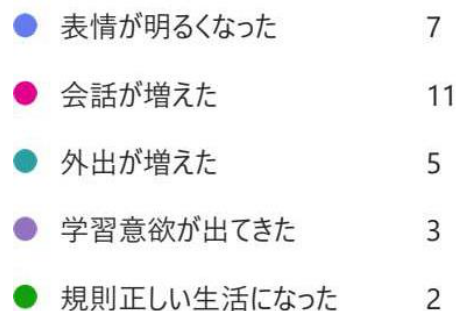 表情が明るくなった 7
会話が増えた 11
外出が増えた 5
学習意欲が出てきた 3
規則正しい生活になった 2